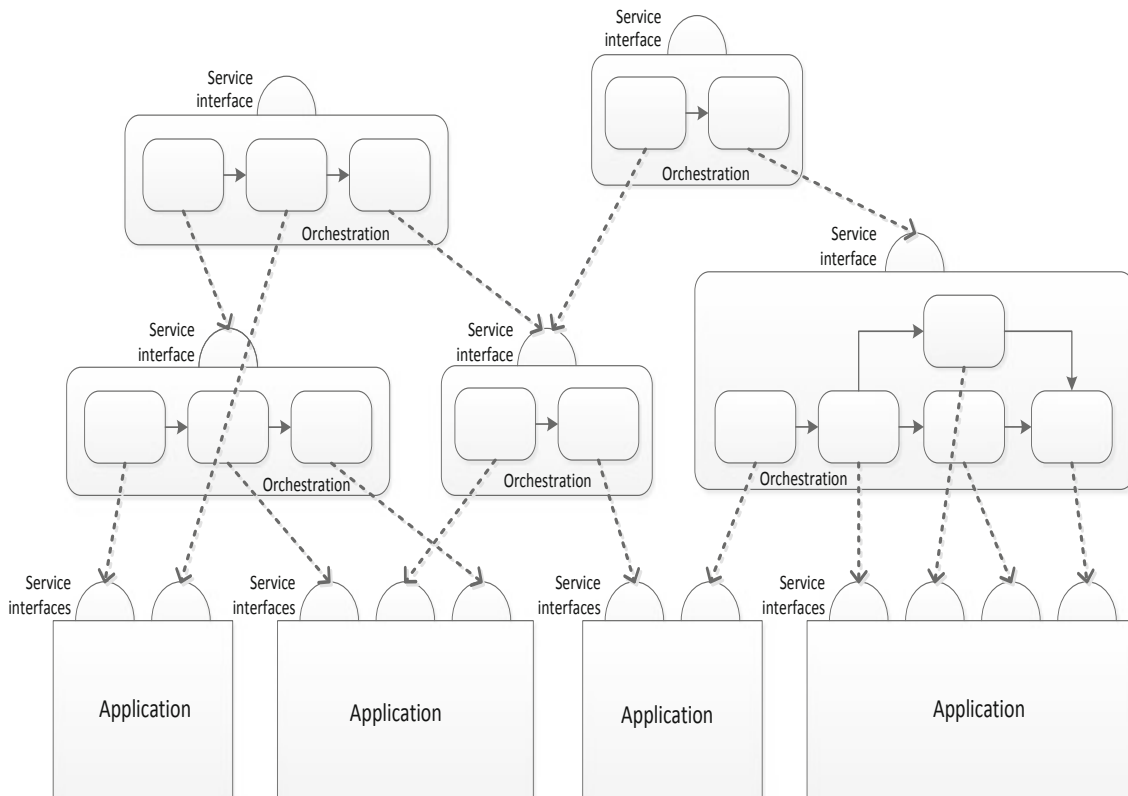 Service
interface
Orchestration
Service
interface
Orchestration
Service
interface
Orchestration
Service
interface
Orchestration
Service
interface
Orchestration
Service
interfaces
Service
interfaces
Service
interfaces
Service
interfaces
Application
Application
Application
Application